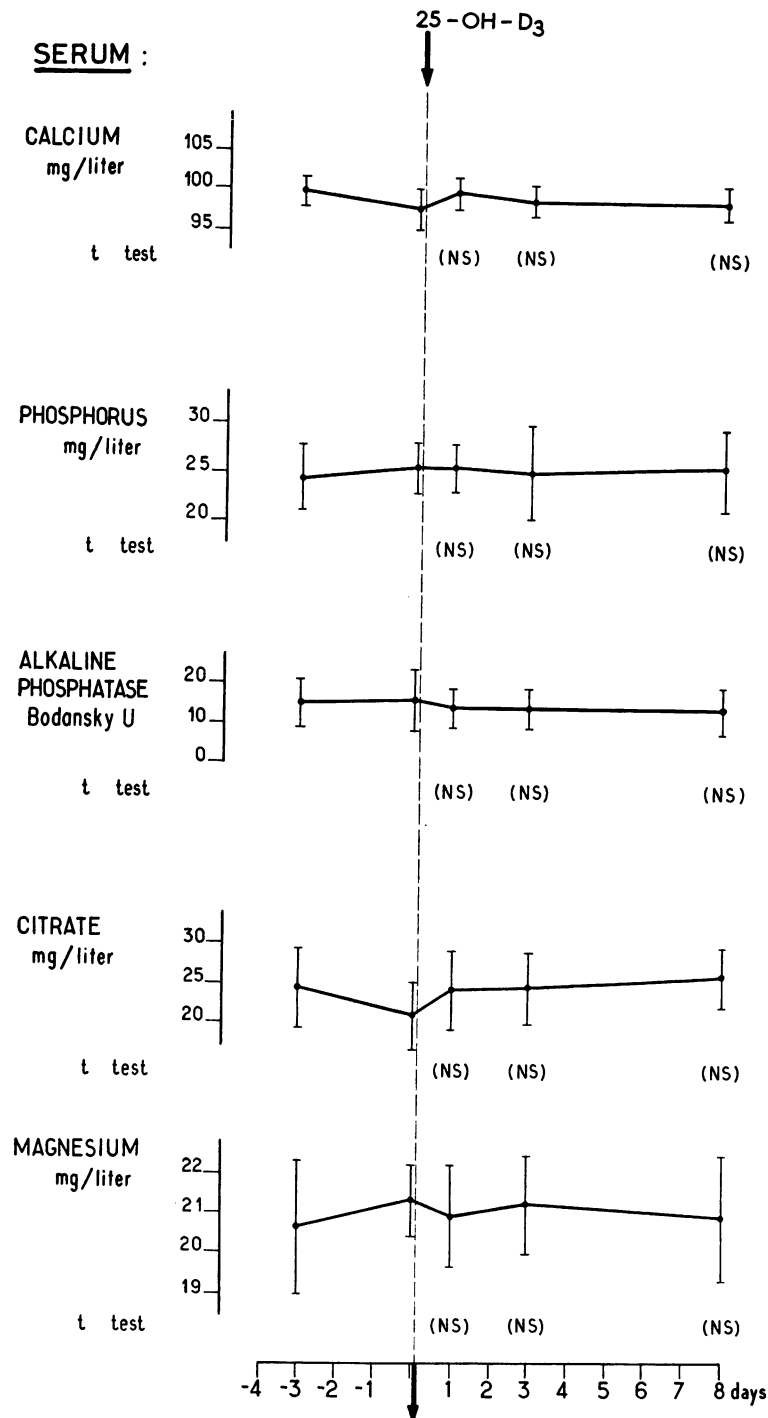 25-OH-D3
SERUM :
CALCIUM
mg/liter
105
100
95
t test
(NS) (NS) (NS)
PHOSPHORUS
mg/liter
30
25
20
t test
(NS) (NS) (NS)
ALKALINE
PHOSPHATASE
Bodansky U
20
10
0
t test
(NS) (NS) (NS)
CITRATE
mg/liter
30
25
20
t test
(NS) (NS) (NS)
MAGNESIUM
mg/liter
22
21
20
19
t test
(NS) (NS) (NS)
-4 -3 -2 -1 1 2 3 4 5 6 7 8 days